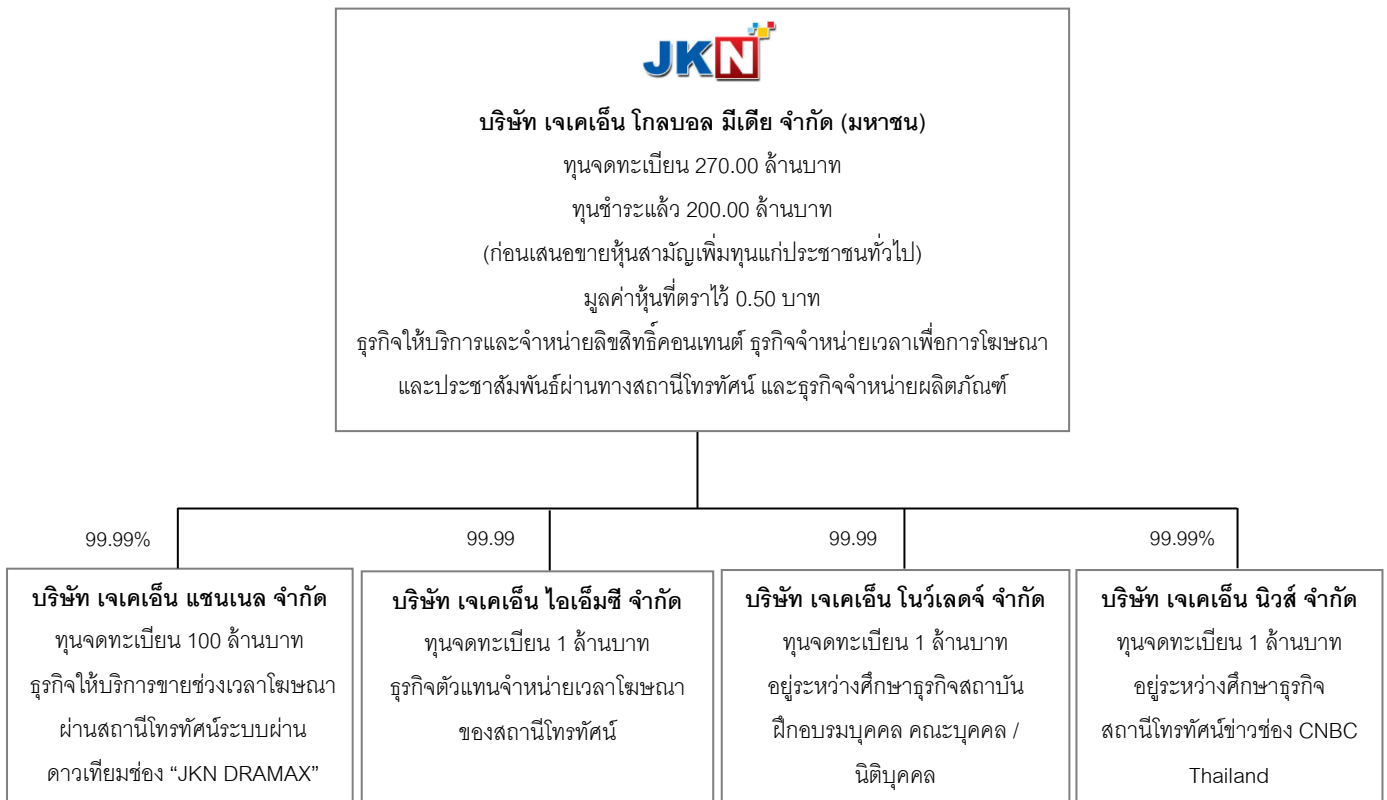 JKN
บริษัท เจเคเอ็น โกลบอล มีเดีย จำกัด (มหาชน)
ทุนจดทะเบียน 270.00 ล้านบาท
ทุนชำระแล้ว 200.00 ล้านบาท
(ก่อนเสนอขายหุ้นสามัญเพิ่มทุนแก่ประชาชนทั่วไป)
มูลค่าหุ้นที่ตราไว้ 0.50 บาท
ธุรกิจให้บริการและจำหน่ายลิขสิทธิ์คอนเทนต์ ธุรกิจจำหน่ายเวลาเพื่อการโฆษณา
และประชาสัมพันธ์ผ่านทางสถานีโทรทัศน์ และธุรกิจจำหน่ายผลิตภัณฑ์
99.99%
99.99
99.99
99.99%
บริษัท เจเคเอ็น แชนเนล จำกัด
ทุนจดทะเบียน 100 ล้านบาท
ธุรกิจให้บริการขายช่วงเวลาโฆษณา
ผ่านสถานีโทรทัศน์ระบบผ่าน
ดาวเทียมช่อง “JKN DRAMAX”
บริษัท เจเคเอ็น ไอเอ็มซี จำกัด
ทุนจดทะเบียน 1 ล้านบาท
ธุรกิจตัวแทนจำหน่ายเวลาโฆษณา
ของสถานีโทรทัศน์
บริษัท เจเคเอ็น โนว์เลดจ์ จำกัด
ทุนจดทะเบียน 1 ล้านบาท
อยู่ระหว่างศึกษาธุรกิจสถาบัน
ฝึกอบรมบุคคล คณะบุคคล /
นิติบุคคล
บริษัท เจเคเอ็น นิวส์ จำกัด
ทุนจดทะเบียน 1 ล้านบาท
อยู่ระหว่างศึกษาธุรกิจ
สถานีโทรทัศน์ข่าวช่อง CNBC
Thailand